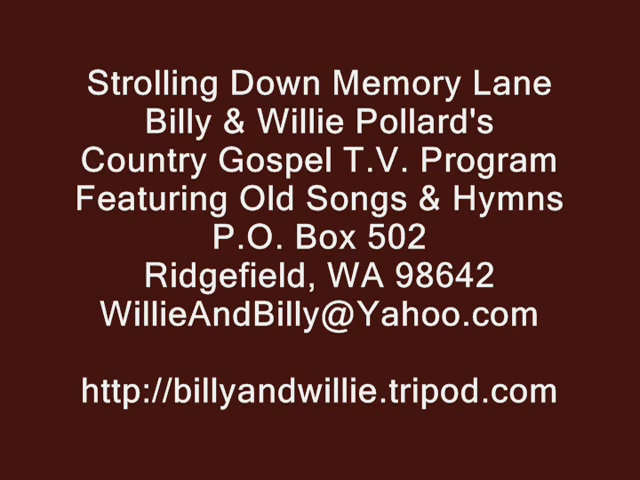 Strolling Down Memory Lane
Billy & Willie Pollard's
Country Gospel T.V. Program
Featuring Old Songs & Hymns
P.O. Box 502
Ridgefield, WA 98642
WillieAndBilly@Yahoo.com
http://billyandwillie.tripod.com